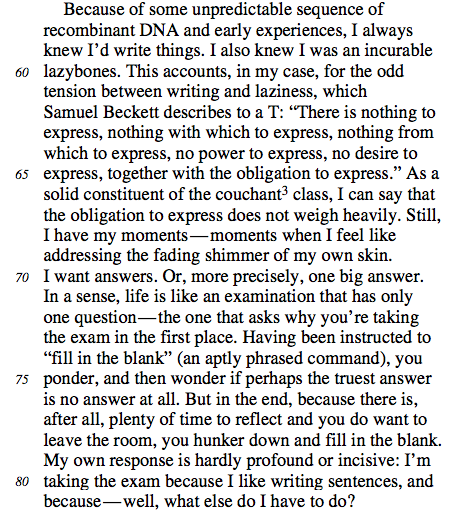 Because of some unpredictable sequence of
recombinant DNA and early experiences, I always
knew I'd write things. I also knew I was an incurable
60 lazybones. This accounts, in my case, for the odd
tension between writing and laziness, which
Samuel Beckett describes to a T: “There is nothing to
express, nothing with which to express, nothing from
which to express, no power to express, no desire to
65 express, together with the obligation to express.” As a
solid constituent of the couchant³ class, I can say that
the obligation to express does not weigh heavily. Still,
I have my moments—moments when I feel like
addressing the fading shimmer of my own skin.
70 I want answers. Or, more precisely, one big answer.
In a sense, life is like an examination that has only
one question—the one that asks why you're taking
the exam in the first place. Having been instructed to
“fill in the blank” (an aptly phrased command), you
75 ponder, and then wonder if perhaps the truest answer
is no answer at all. But in the end, because there is,
after all, plenty of time to reflect and you do want to
leave the room, you hunker down and fill in the blank.
My own response is hardly profound or incisive: I'm
80 taking the exam because I like writing sentences, and
because—well, what else do I have to do?